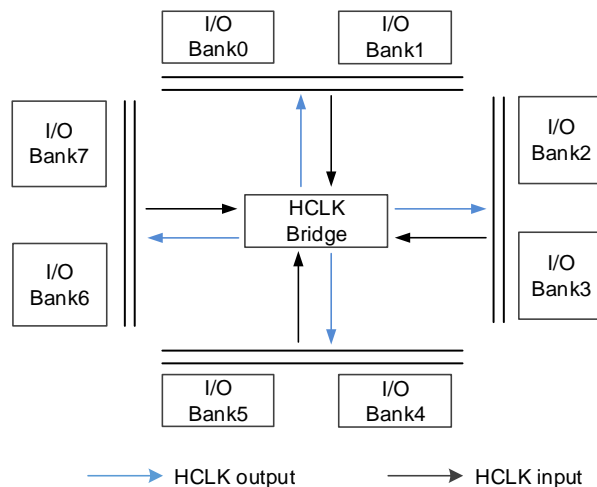 I/O
Bank0
I/O
Bank1
I/O
Bank7
I/O
Bank2
HCLK
Bridge
I/O
Bank6
I/O
Bank3
I/O
Bank5
I/O
Bank4
HCLK output
HCLK input